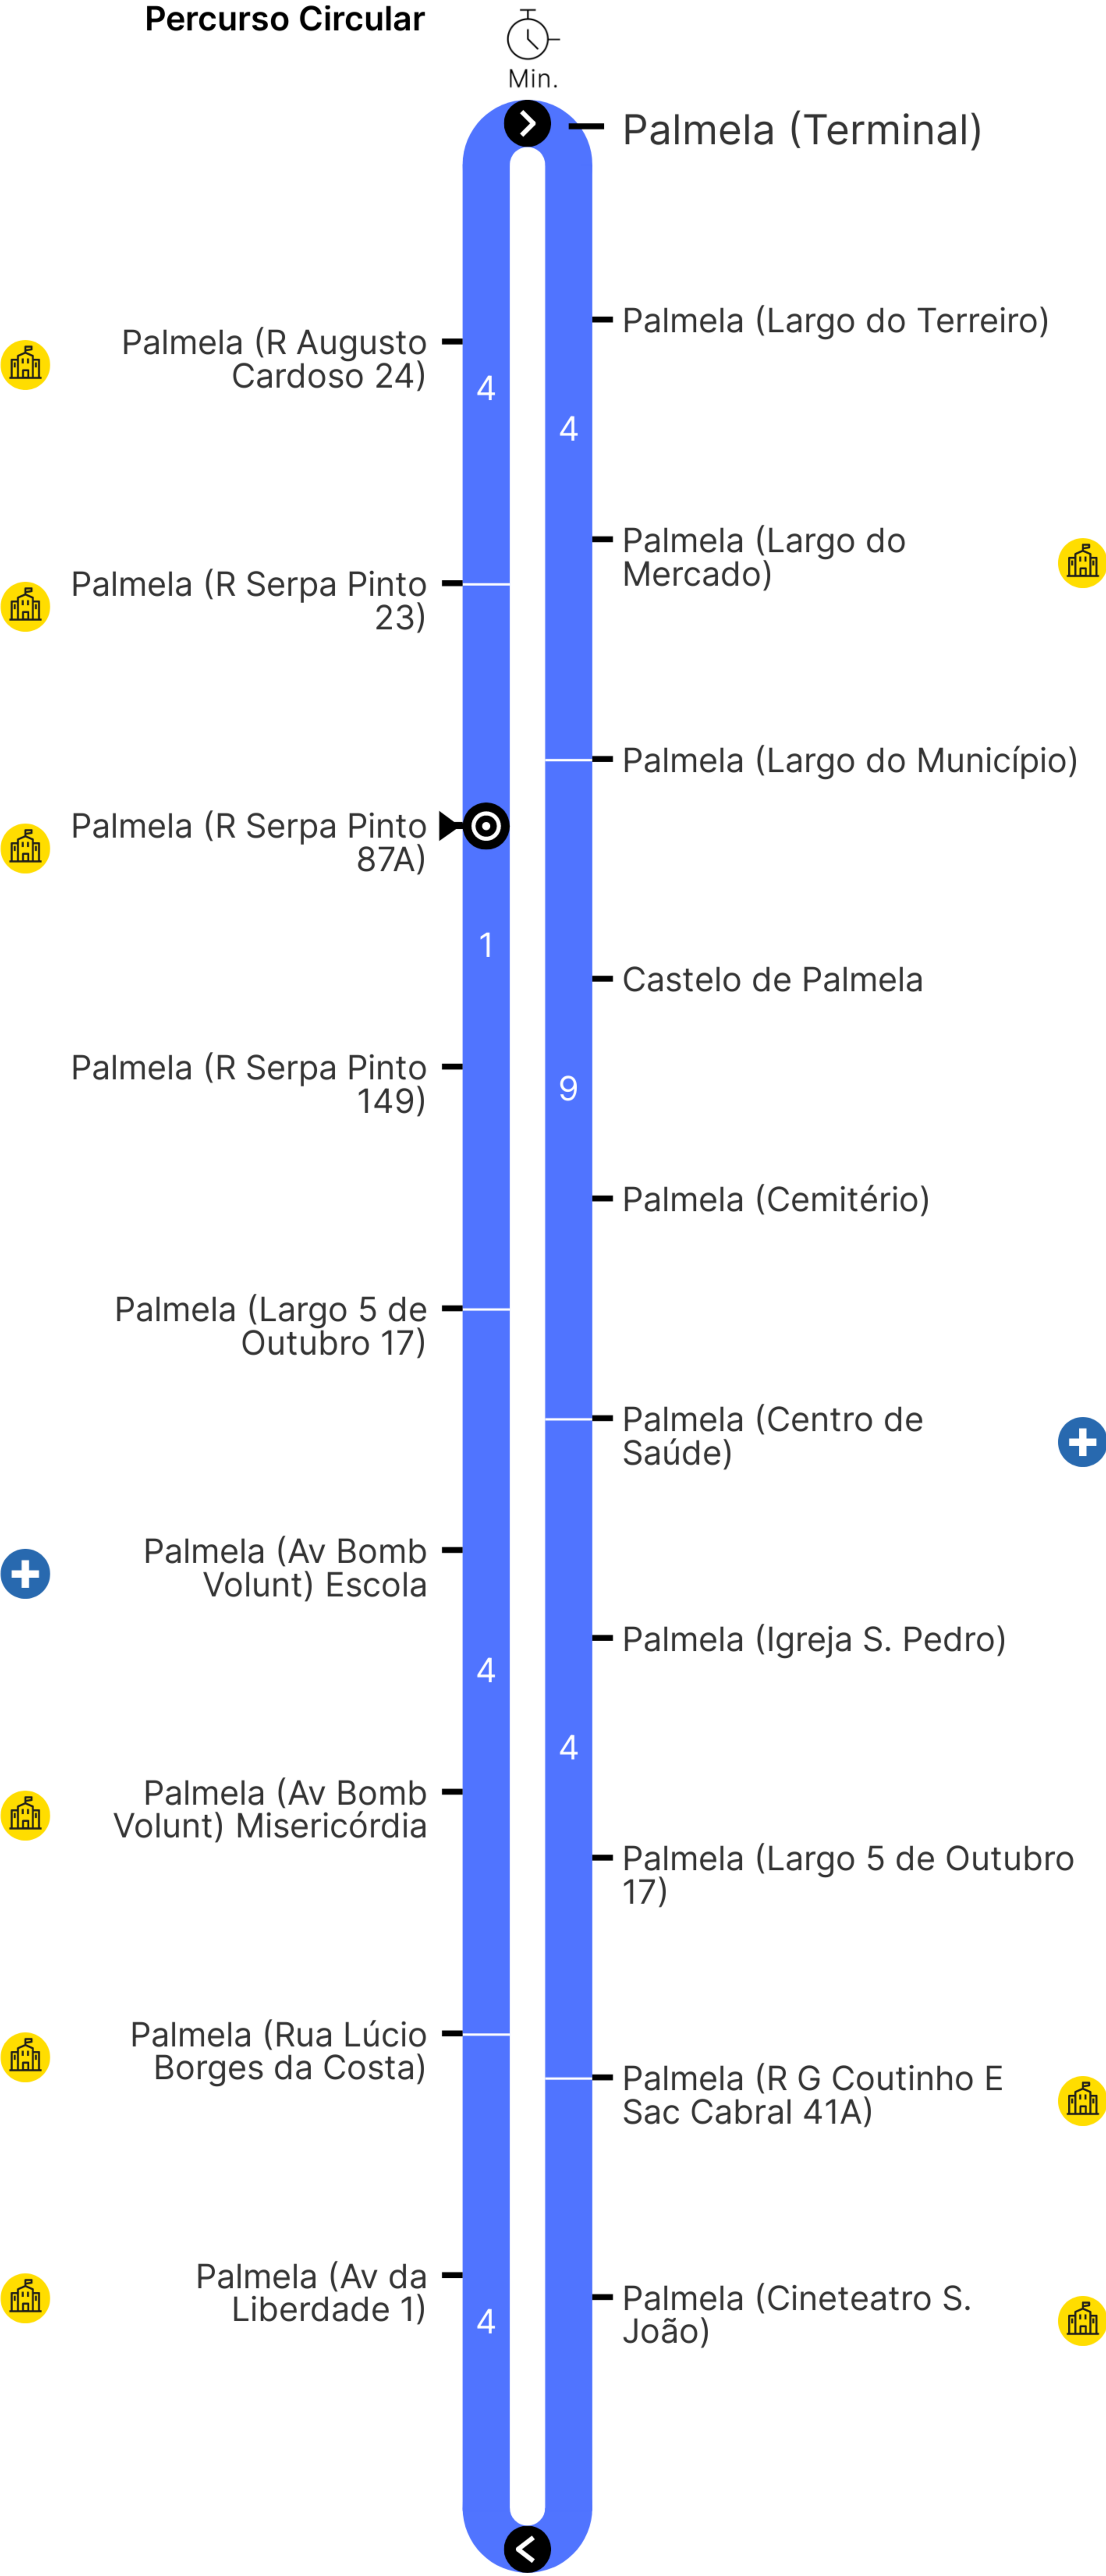 Percurso Circular
Min.
Palmela (Terminal)
Palmela (Largo do Terreiro)
4
Palmela (Largo do
Mercado)
Palmela (Largo do Município)
Castelo de Palmela
9
Palmela (Cemitério)
Palmela (Centro de
Saúde)
Palmela (Igreja S. Pedro)
4
Palmela (Largo 5 de Outubro
17)
Palmela (R G Coutinho E
Sac Cabral 41A)
Palmela (Cineteatro S.
João)
Palmela (R Augusto
Cardoso 24)
4
Palmela (R Serpa Pinto
23)
Palmela (R Serpa Pinto
87A)
1
Palmela (R Serpa Pinto
149)
Palmela (Largo 5 de
Outubro 17)
Palmela (Av Bomb
Volunt) Escola
4
Palmela (Av Bomb
Volunt) Misericórdia
Palmela (Rua Lúcio
Borges da Costa)
Palmela (Av da
Liberdade 1)
4